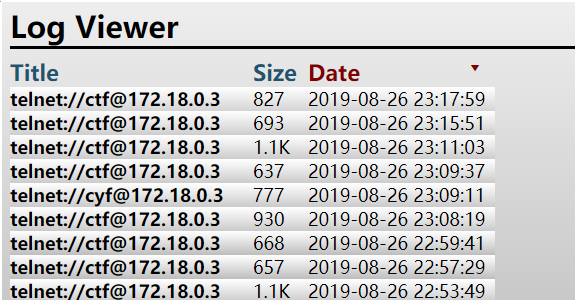 Log Viewer
Title Size Date
telnet://ctf@172.18.0.3 827 2019-08-26 23:17:59
telnet://ctf@172.18.0.3 693 2019-08-26 23:15:51
telnet://ctf@172.18.0.3 1.1K 2019-08-26 23:11:03
telnet://ctf@172.18.0.3 637 2019-08-26 23:09:37
telnet://cyf@172.18.0.3 777 2019-08-26 23:09:11
telnet://ctf@172.18.0.3 930 2019-08-26 23:08:19
telnet://ctf@172.18.0.3 668 2019-08-26 22:59:41
telnet://ctf@172.18.0.3 657 2019-08-26 22:57:29
telnet://ctf@172.18.0.3 1.1K 2019-08-26 22:53:49